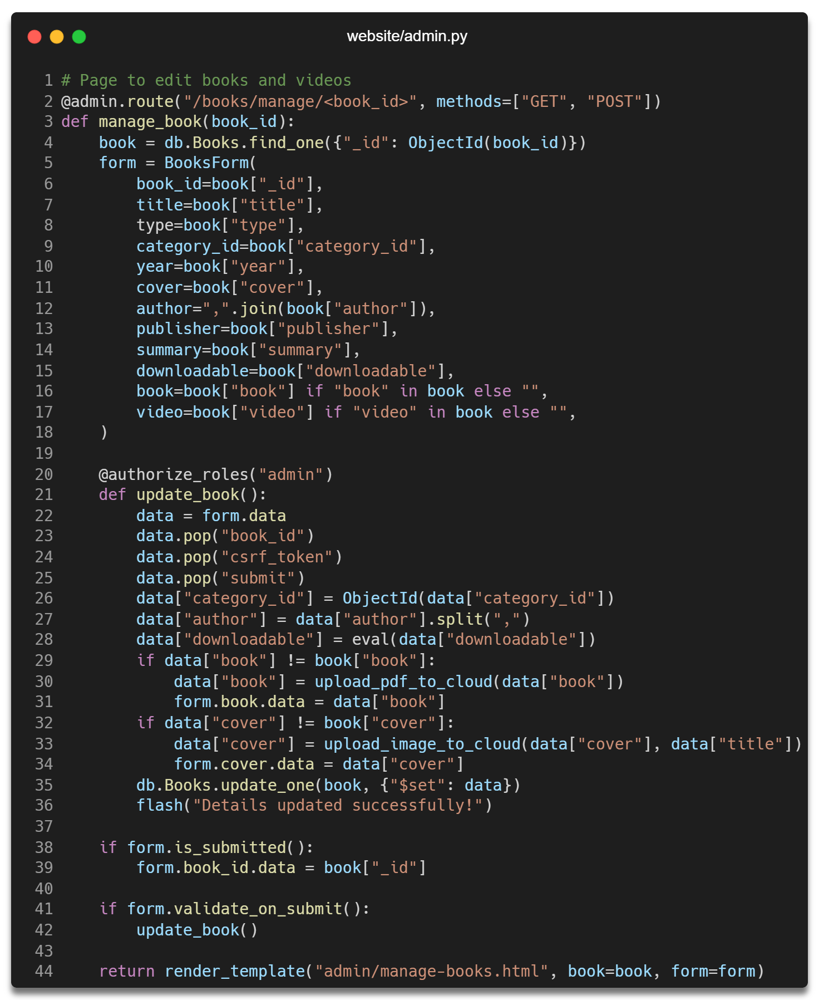 website/admin.py
1 # Page to edit books and videos
2 @admin.route("/books/manage/<book_id>", methods=["GET", "POST"])
3 def manage_book(book_id):
4     book = db.Books.find_one({"_id": ObjectId(book_id)})
5     form = BooksForm(
6         book_id=book["_id"],
7         title=book["title"],
8         type=book["type"],
9         category_id=book["category_id"],
10         year=book["year"],
11         cover=book["cover"],
12         author=",".join(book["author"]),
13         publisher=book["publisher"],
14         summary=book["summary"],
15         downloadable=book["downloadable"],
16         book=book["book"] if "book" in book else "",
17         video=book["video"] if "video" in book else "",
18     )
19
20     @authorize_roles("admin")
21     def update_book():
22         data = form.data
23         data.pop("book_id")
24         data.pop("csrf_token")
25         data.pop("submit")
26         data["category_id"] = ObjectId(data["category_id"])
27         data["author"] = data["author"].split(",")
28         data["downloadable"] = eval(data["downloadable"])
29         if data["book"] != book["book"]:
30             data["book"] = upload_pdf_to_cloud(data["book"])
31             form.book.data = data["book"]
32         if data["cover"] != book["cover"]:
33             data["cover"] = upload_image_to_cloud(data["cover"], data["title"])
34             form.cover.data = data["cover"]
35         db.Books.update_one(book, {"$set": data})
36         flash("Details updated successfully!")
37
38     if form.is_submitted():
39         form.book_id.data = book["_id"]
40
41     if form.validate_on_submit():
42         update_book()
43
44     return render_template("admin/manage-books.html", book=book, form=form)